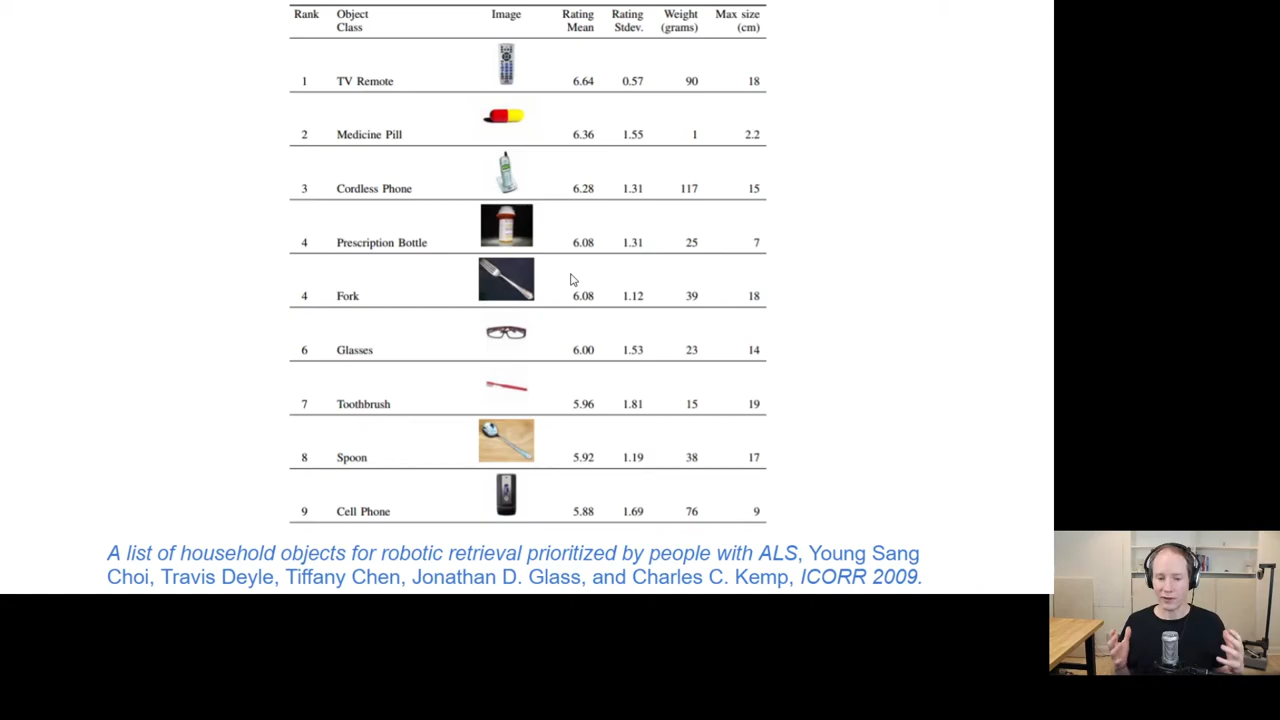 Rank Object Class Image Rating Mean Rating Stdev. Weight (grams) Max size (cm)
1 TV Remote 6.64 0.57 90 18
2 Medicine Pill 6.36 1.55 1 2.2
3 Cordless Phone 6.28 1.31 117 15
4 Prescription Bottle 6.08 1.31 25 7
4 Fork 6.08 1.12 39 18
6 Glasses 6.00 1.53 23 14
7 Toothbrush 5.96 1.81 15 19
8 Spoon 5.92 1.19 38 17
9 Cell Phone 5.88 1.69 76 9
A list of household objects for robotic retrieval prioritized by people with ALS, Young Sang
Choi, Travis Deyle, Tiffany Chen, Jonathan D. Glass, and Charles C. Kemp, ICORR 2009.